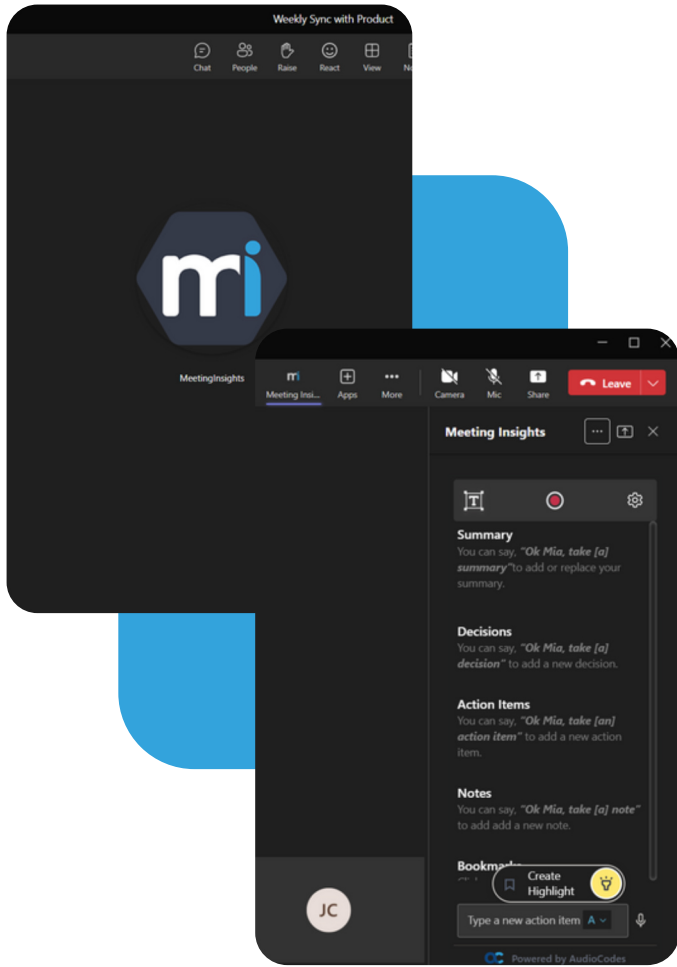 Weekly Sync with Product
Chat People Raise React View
mi
MeetingInsights
mi
Meeting Insi... Apps More Camera Mic Share Leave
Meeting Insights
T
Summary
You can say, "Ok Mia, take [a]
summary"to add or replace your
summary.
Decisions
You can say, "Ok Mia, take [a]
decision" to add a new decision.
Action Items
You can say, "Ok Mia, take [an]
action item" to add a new action
item.
Notes
You can say, "Ok Mia, take [a] note"
to add add a new note.
Bookmarks
Create
Highlight
JC
Type a new action item A
Powered by AudioCodes